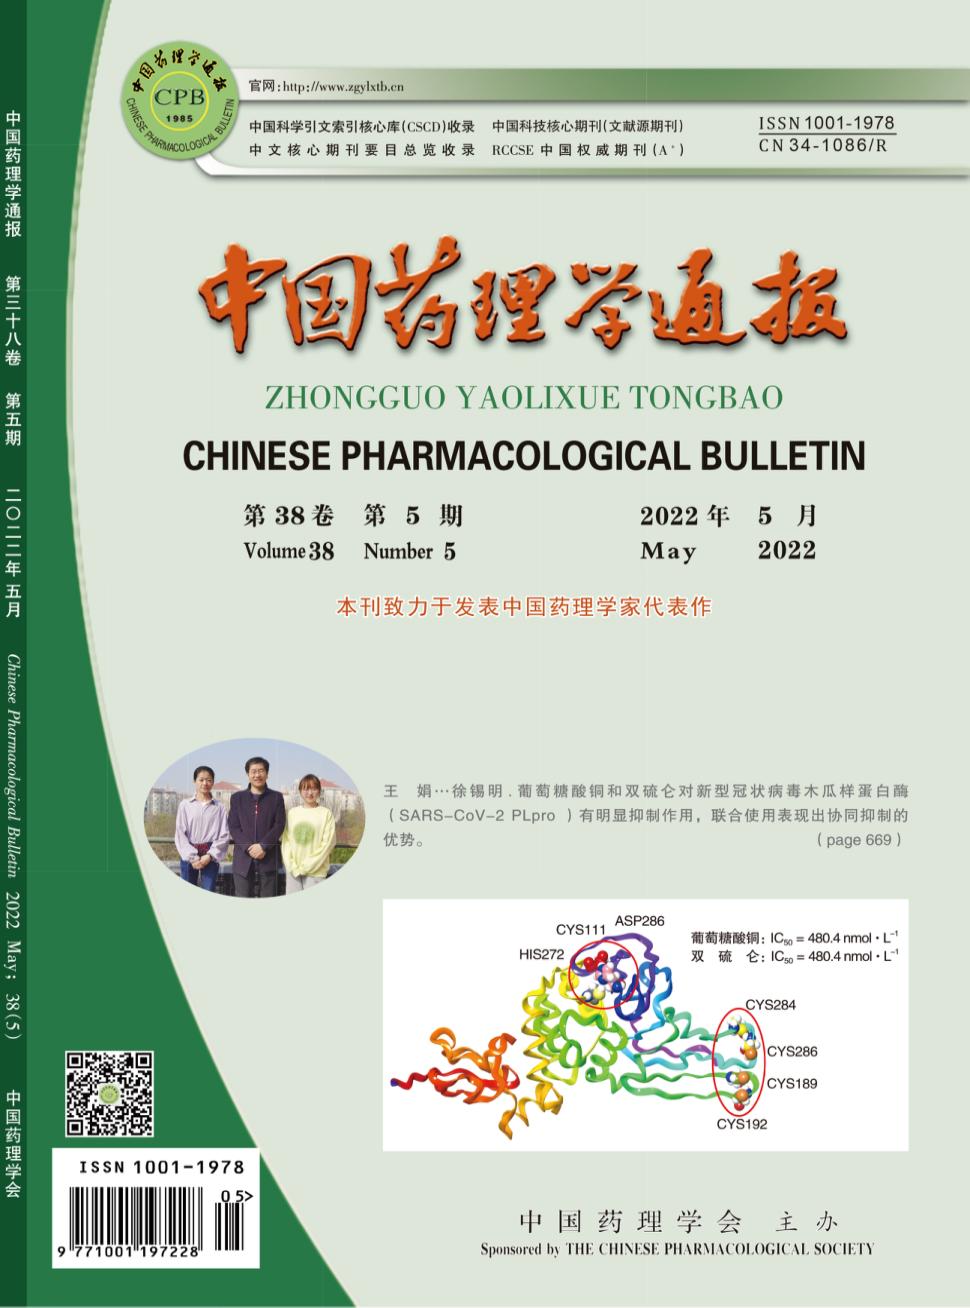 中国药理学通报
CPB
1985
CHINESE PHARMACOLOGICAL BULLETIN
官网:http://www.zgylxtb.cn
中国科学引文索引核心库(CSCD)收录 中国科技核心期刊(文献源期刊)
中文核心期刊要目总览收录 RCCSE 中国权威期刊(A+)
ISSN 1001-1978
CN 34-1086/R
中国药理学通报
ZHONGGUO YAOLIXUE TONGBAO
CHINESE PHARMACOLOGICAL BULLETIN
第38卷 第 5 期 2022年 5 月
Volume 38 Number 5 May 2022
本刊致力于发表中国药理学家代表作
王 娟…徐锡明.葡萄糖酸铜和双硫仑对新型冠状病毒木瓜样蛋白酶
(SARS-CoV-2 PLpro )有明显抑制作用,联合使用表现出协同抑制的
优势。 (page 669)
CYS111 ASP286
HIS272
葡萄糖酸铜: IC50 = 480.4 nmol·L-1
双 硫 仑: IC50 = 480.4 nmol·L-1
CYS284
CYS286
CYS189
CYS192
ISSN 1001-1978
05>
9 771001 197228
中国药理学会 主办
Sponsored by THE CHINESE PHARMACOLOGICAL SOCIETY
中国药理学通报 第三十八卷 第五期 二〇二二年五月 Chinese Pharmacological Bulletin 2022 May; 38(5) 中国药理学会